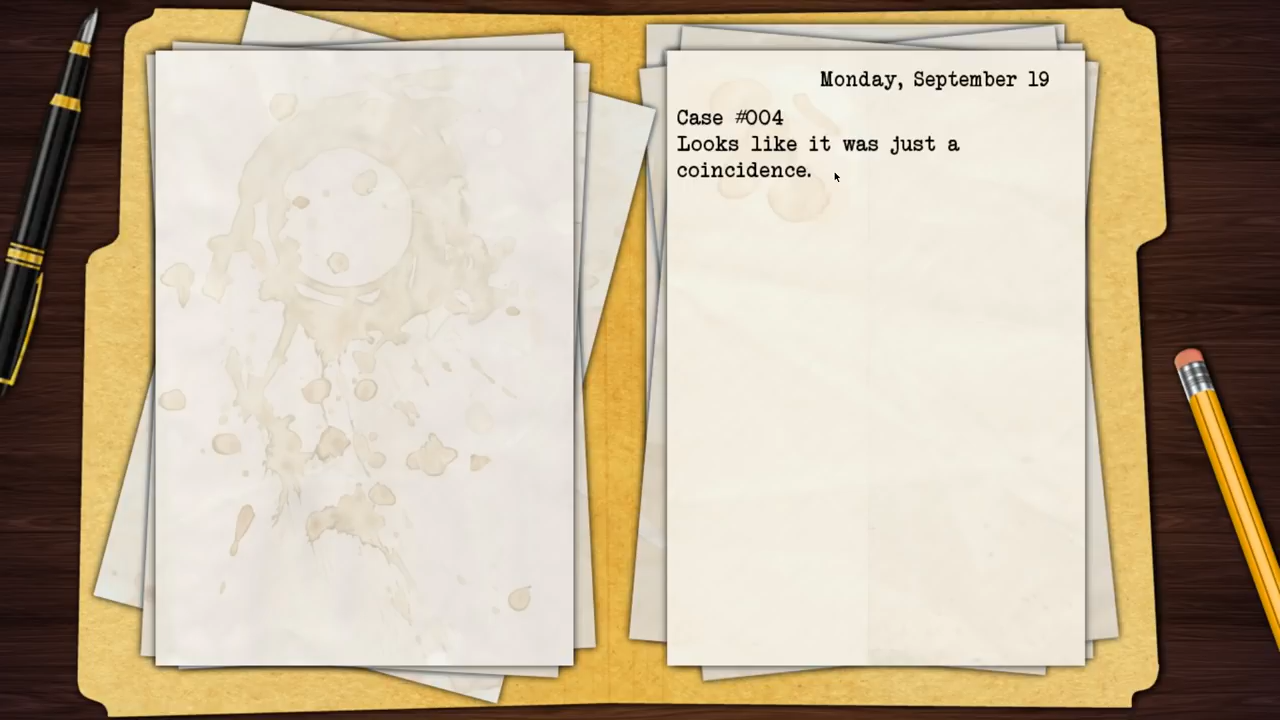 Monday, September 19
Case #004
Looks like it was just a
coincidence.